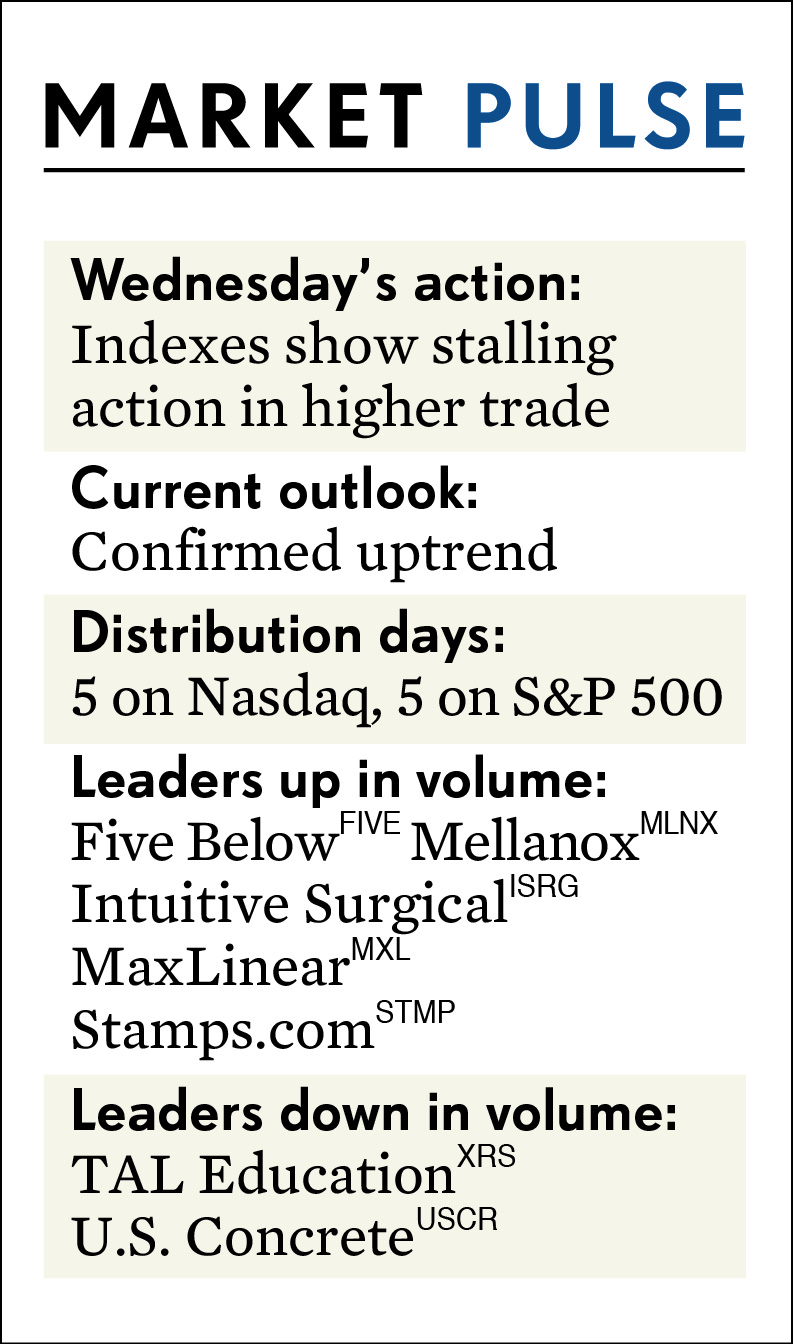 MARKET PULSE
Wednesday’s action:
Indexes show stalling
action in higher trade
Current outlook:
Confirmed uptrend
Distribution days:
5 on Nasdaq, 5 on S&P 500
Leaders up in volume:
Five Below FIVE Mellanox MLNX
Intuitive Surgical ISRG
MaxLinear MXL
Stamps.com STMP
Leaders down in volume:
TAL Education XRS
U.S. Concrete USCR